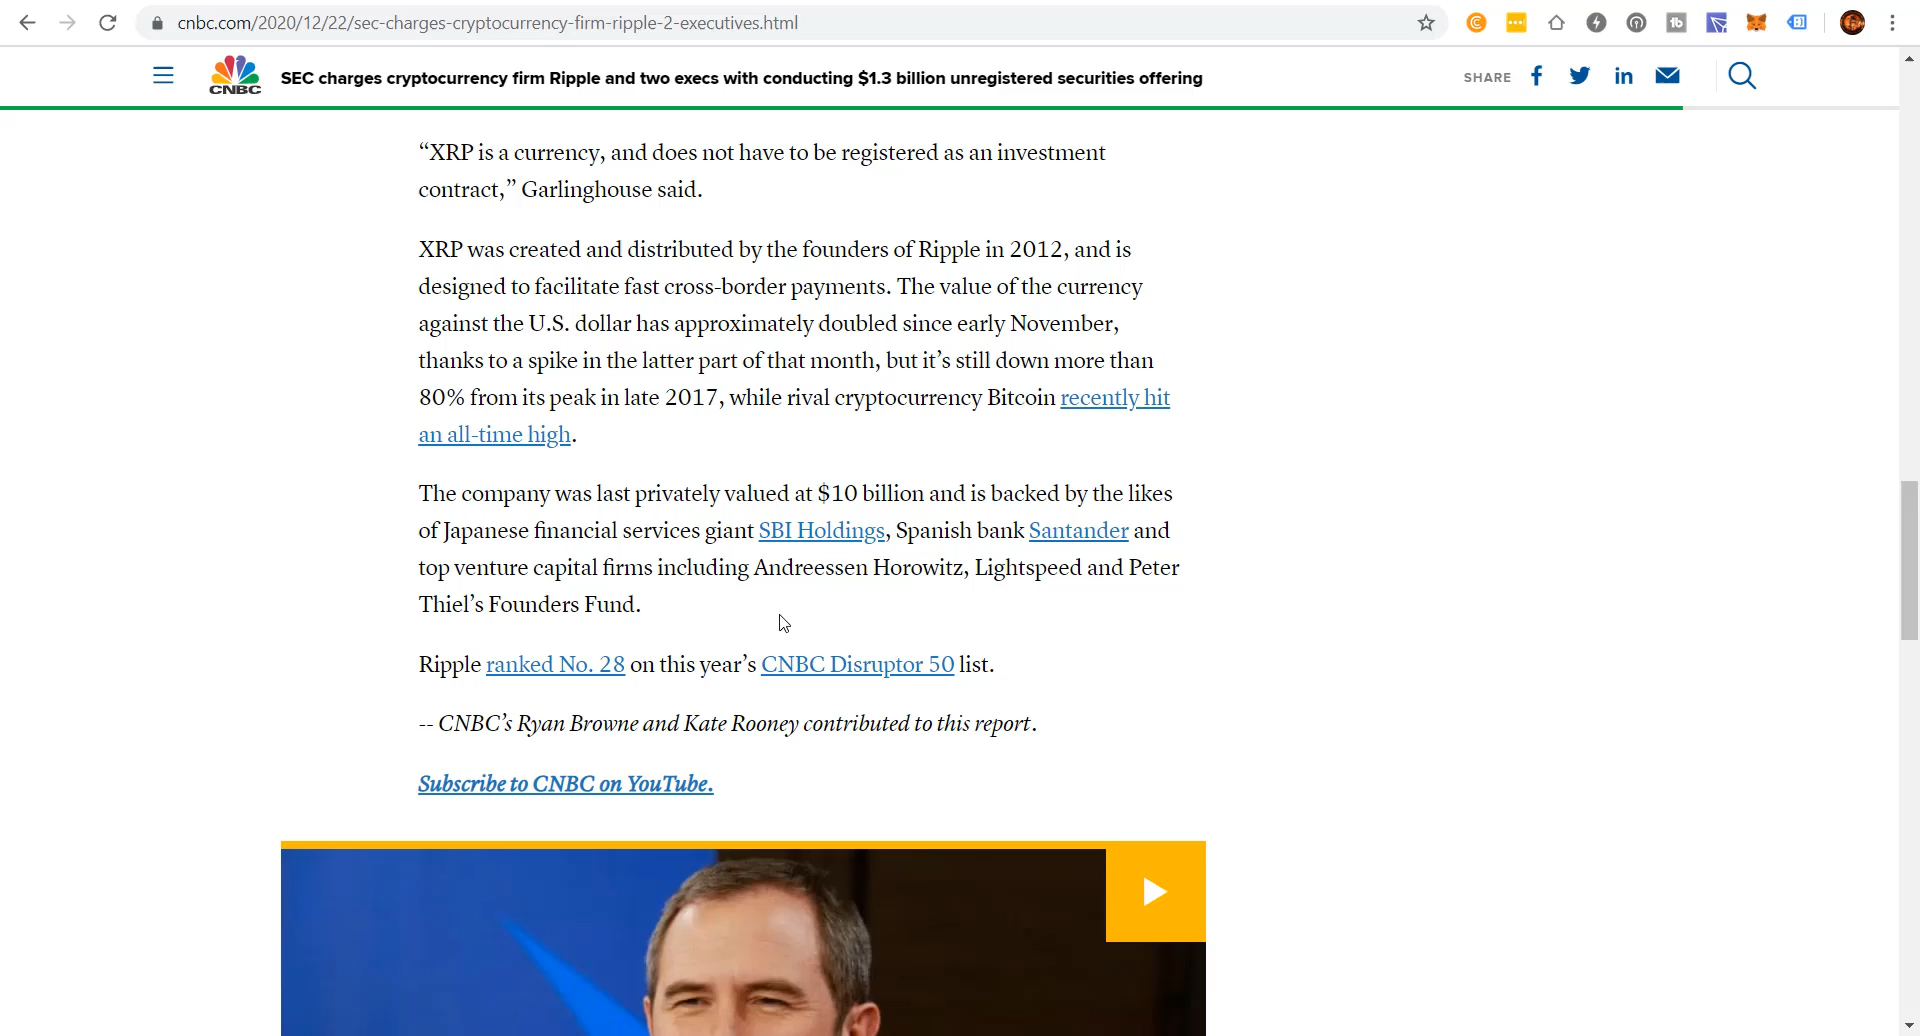 cnbc.com/2020/12/22/sec-charges-cryptocurrency-firm-ripple-2-executives.html
CNBC
SEC charges cryptocurrency firm Ripple and two execs with conducting $1.3 billion unregistered securities offering
SHARE
“XRP is a currency, and does not have to be registered as an investment
contract,” Garlinghouse said.
XRP was created and distributed by the founders of Ripple in 2012, and is
designed to facilitate fast cross-border payments. The value of the currency
against the U.S. dollar has approximately doubled since early November,
thanks to a spike in the latter part of that month, but it’s still down more than
80% from its peak in late 2017, while rival cryptocurrency Bitcoin recently hit
an all-time high.
The company was last privately valued at $10 billion and is backed by the likes
of Japanese financial services giant SBI Holdings, Spanish bank Santander and
top venture capital firms including Andreessen Horowitz, Lightspeed and Peter
Thiel’s Founders Fund.
Ripple ranked No. 28 on this year’s CNBC Disruptor 50 list.
-- CNBC’s Ryan Browne and Kate Rooney contributed to this report.
Subscribe to CNBC on YouTube.